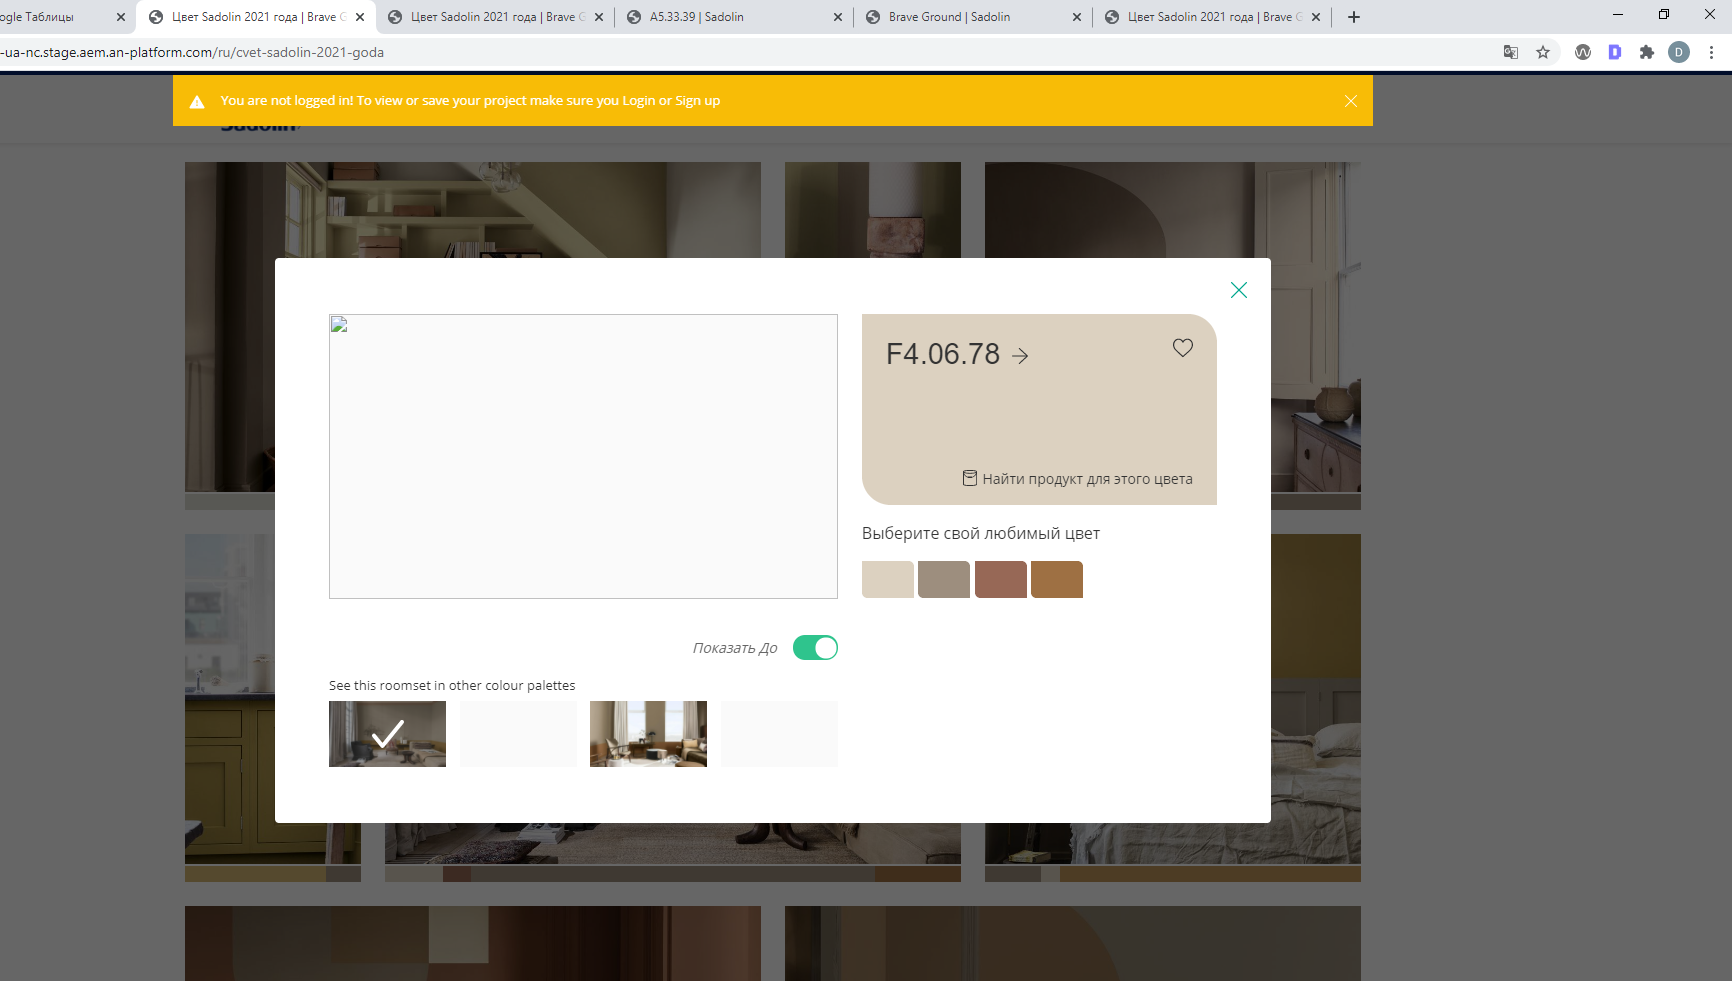 ogle Таблицы
Цвет Sadolin 2021 года | Brave G
Цвет Sadolin 2021 года | Brave G
A5.33.39 | Sadolin
Brave Ground | Sadolin
Цвет Sadolin 2021 года | Brave G
-ua-nc.stage.aem.an-platform.com/ru/cvet-sadolin-2021-goda
D
D
You are not logged in! To view or save your project make sure you Login or Sign up
Sadolin
F4.06.78
Найти продукт для этого цвета
Выберите свой любимый цвет
Показать До
See this roomset in other colour palettes